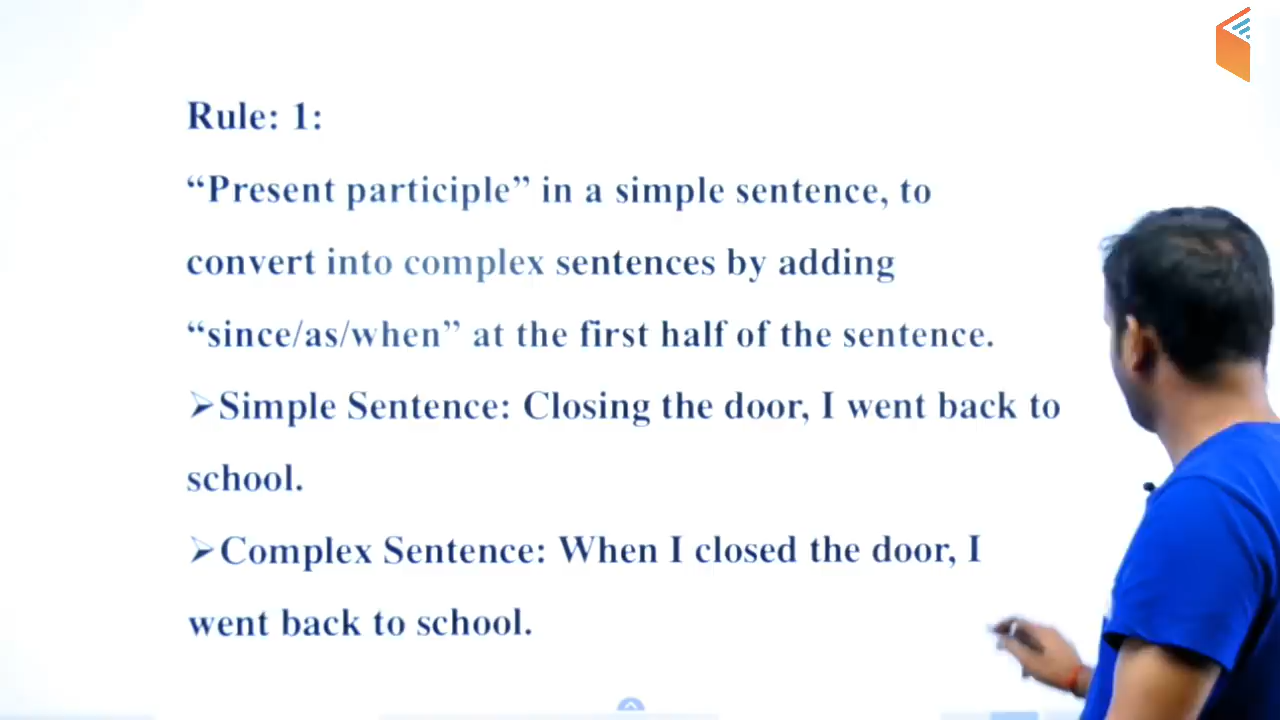 Rule: 1:
“Present participle” in a simple sentence, to
convert into complex sentences by adding
“since/as/when” at the first half of the sentence.
➢Simple Sentence: Closing the door, I went back to
school.
➢Complex Sentence: When I closed the door, I
went back to school.